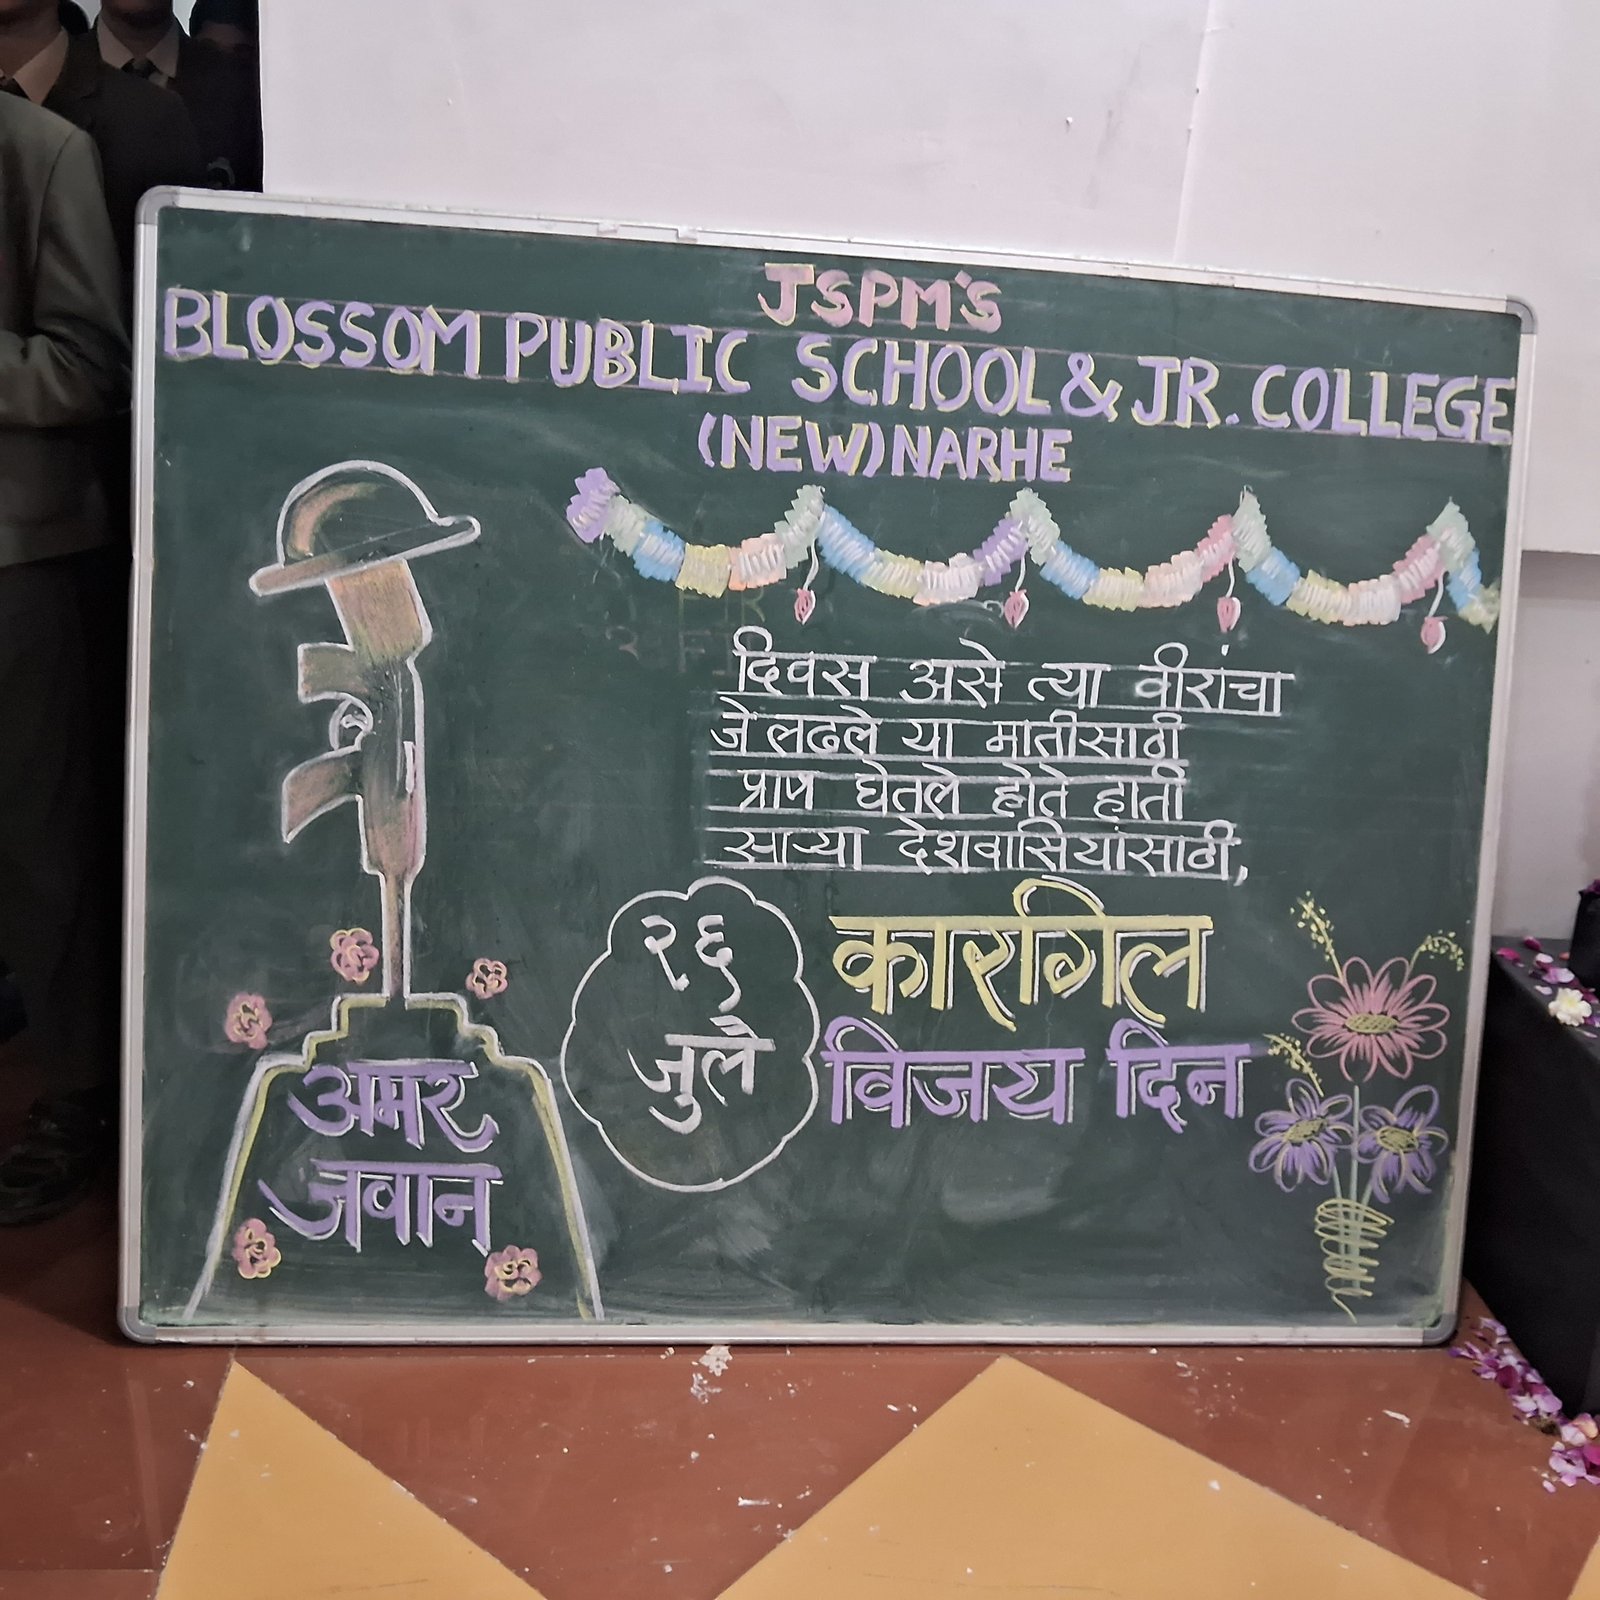 JSPM's
BLOSSOM PUBLIC SCHOOL & JR. COLLEGE
(NEW) NARHE
दिवस असे त्या वीरांचा
जे लढले या मातीसाठी
प्राण घेतले होते हाती
साऱ्या देशवासियांसाठी,
२६
जुलै
कारगिल
विजय दिन
अमर
जवान